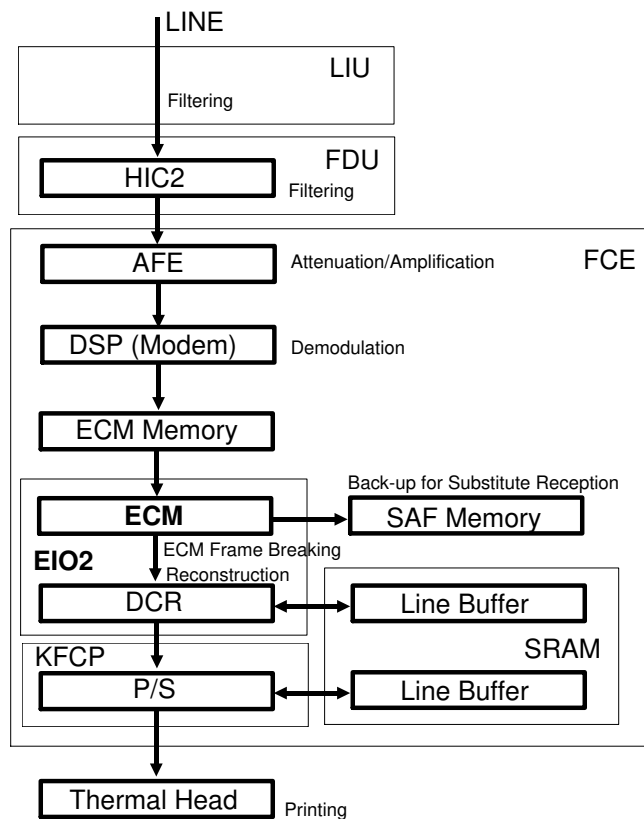 LINE
LIU
Filtering
FDU
HIC2
Filtering
FCE
AFE
Attenuation/Amplification
DSP (Modem)
Demodulation
ECM Memory
Back-up for Substitute Reception
ECM
SAF Memory
EIO2
ECM Frame Breaking
Reconstruction
DCR
Line Buffer
SRAM
KFCP
P/S
Line Buffer
Thermal Head
Printing